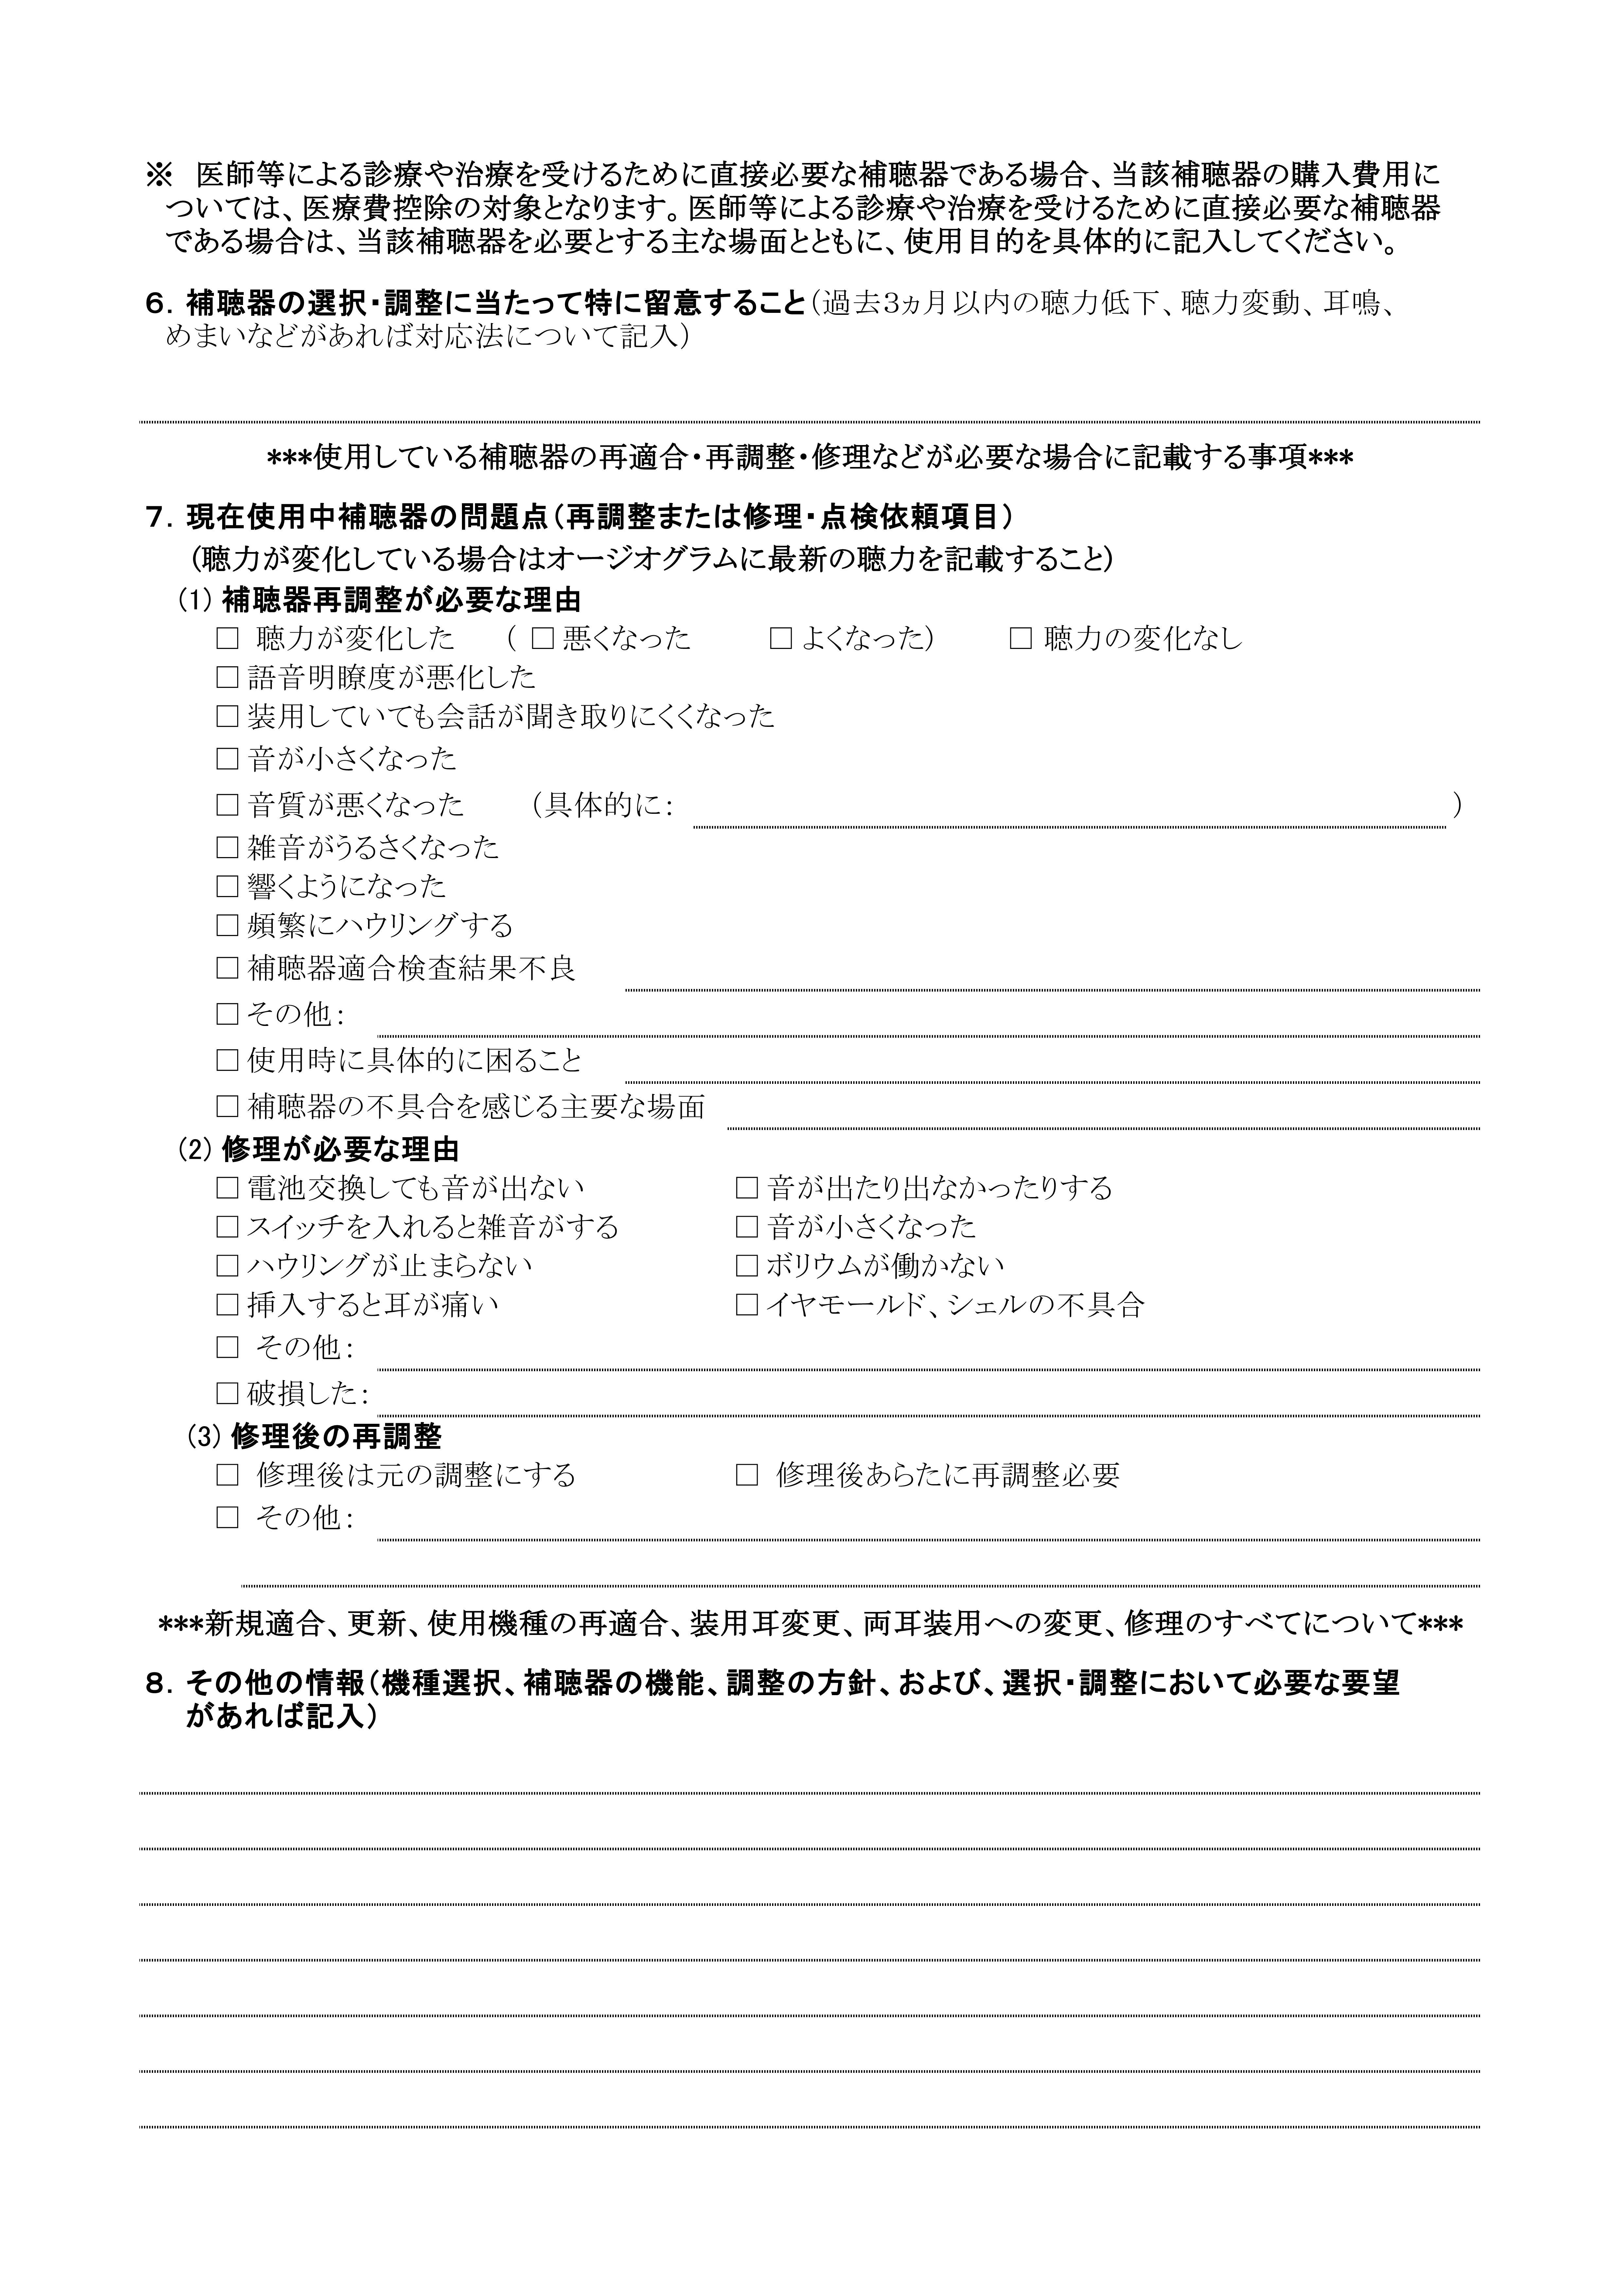 ※　医師等による診療や治療を受けるために直接必要な補聴器である場合、当該補聴器の購入費用に
ついては、医療費控除の対象となります。医師等による診療や治療を受けるために直接必要な補聴器
である場合は、当該補聴器を必要とする主な場面とともに、使用目的を具体的に記入してください。
６．補聴器の選択・調整に当たって特に留意すること（過去３ヵ月以内の聴力低下、聴力変動、耳鳴、
めまいなどがあれば対応法について記入）
***使用している補聴器の再適合・再調整・修理などが必要な場合に記載する事項***
７．現在使用中補聴器の問題点（再調整または修理・点検依頼項目）
（聴力が変化している場合はオージオグラムに最新の聴力を記載すること）
(1) 補聴器再調整が必要な理由
□ 聴力が変化した　（ □ 悪くなった　□ よくなった）　□ 聴力の変化なし
□ 語音明瞭度が悪化した
□ 装用していても会話が聞き取りにくくなった
□ 音が小さくなった
□ 音質が悪くなった　（具体的に：　）
□ 雑音がうるさくなった
□ 響くようになった
□ 頻繁にハウリングする
□ 補聴器適合検査結果不良
□ その他：
□ 使用時に具体的に困ること
□ 補聴器の不具合を感じる主要な場面
(2) 修理が必要な理由
□ 電池交換しても音が出ない　□ 音が出たり出なかったりする
□ スイッチを入れると雑音がする　□ 音が小さくなった
□ ハウリングが止まらない　□ ボリウムが働かない
□ 挿入すると耳が痛い　□ イヤモールド、シェルの不具合
□ その他：
□ 破損した：
(3) 修理後の再調整
□ 修理後は元の調整にする　□ 修理後あらたに再調整必要
□ その他：
***新規適合、更新、使用機種の再適合、装用耳変更、両耳装用への変更、修理のすべてについて***
８．その他の情報（機種選択、補聴器の機能、調整の方針、および、選択・調整において必要な要望
があれば記入）